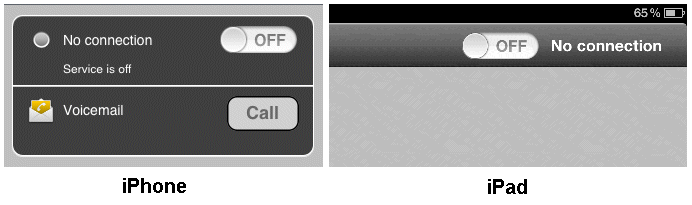 No connection OFF
Service is off
Voicemail Call
65% 
OFF No connection
iPhone iPad